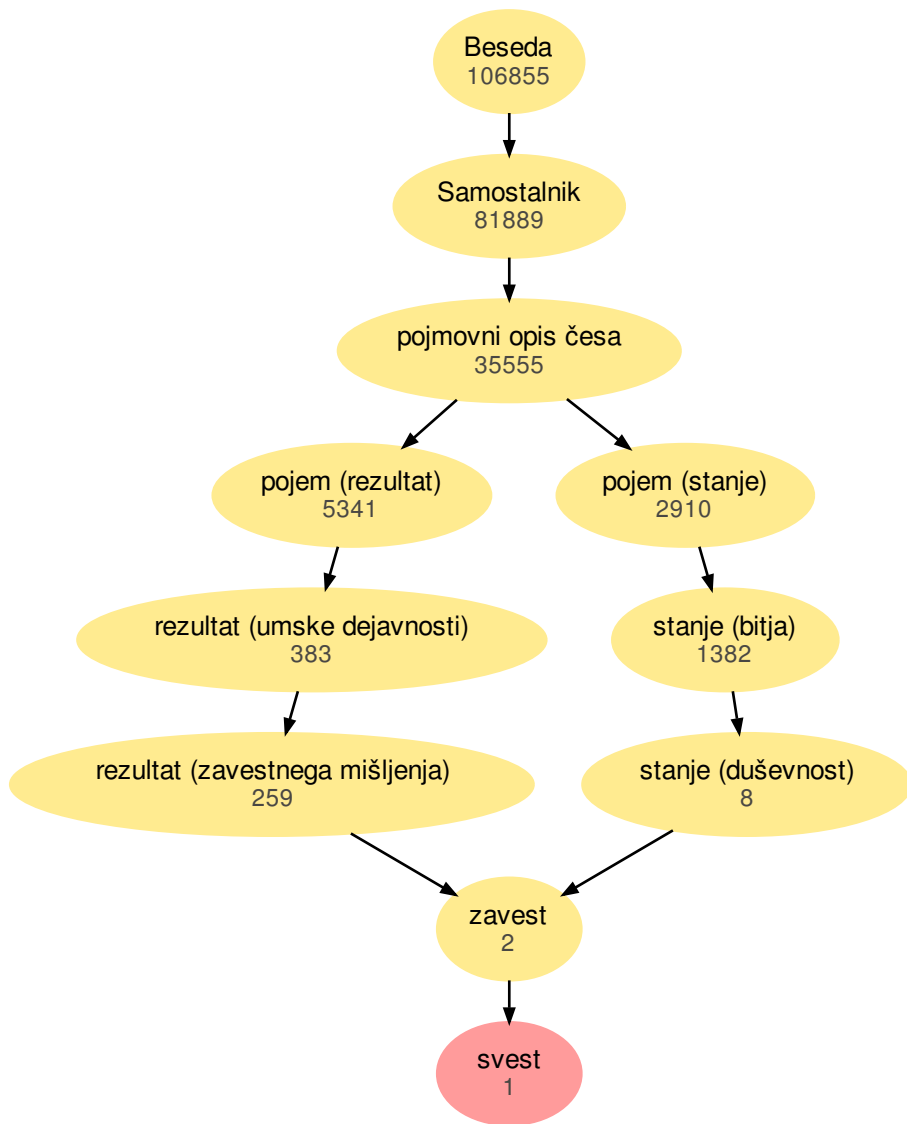 Beseda
106855
Samostalnik
81889
pojmovni opis česa
35555
pojem (rezultat)
5341
pojem (stanje)
2910
rezultat (umske dejavnosti)
383
stanje (bitja)
1382
rezultat (zavestnega mišljenja)
259
stanje (duševnost)
8
zavest
2
svest
1